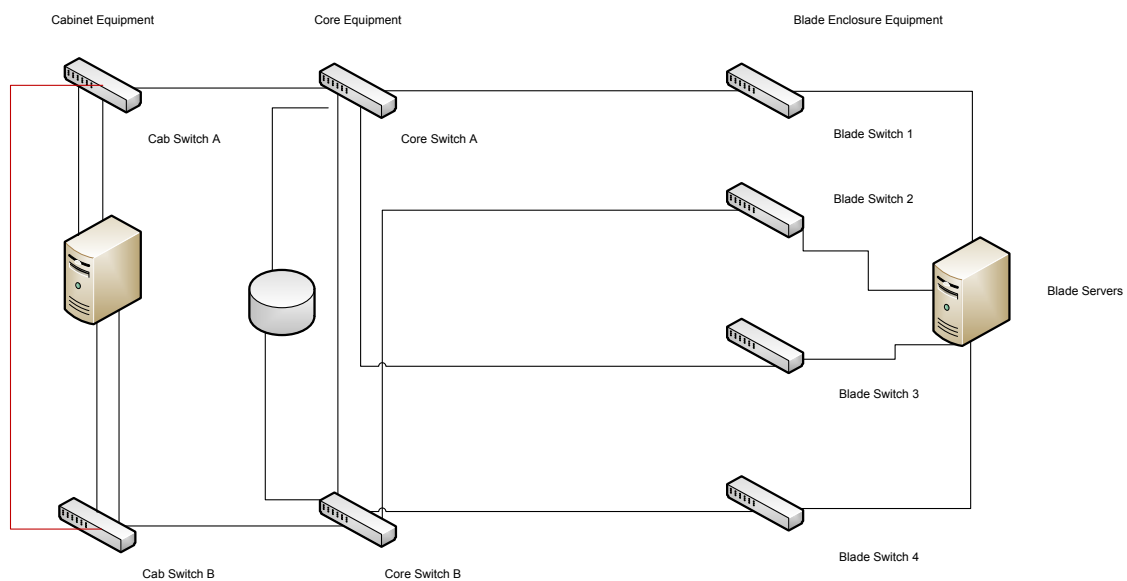 Cabinet Equipment
Core Equipment
Blade Enclosure Equipment
Cab Switch A
Core Switch A
Blade Switch 1
Blade Switch 2
Blade Servers
Blade Switch 3
Blade Switch 4
Cab Switch B
Core Switch B